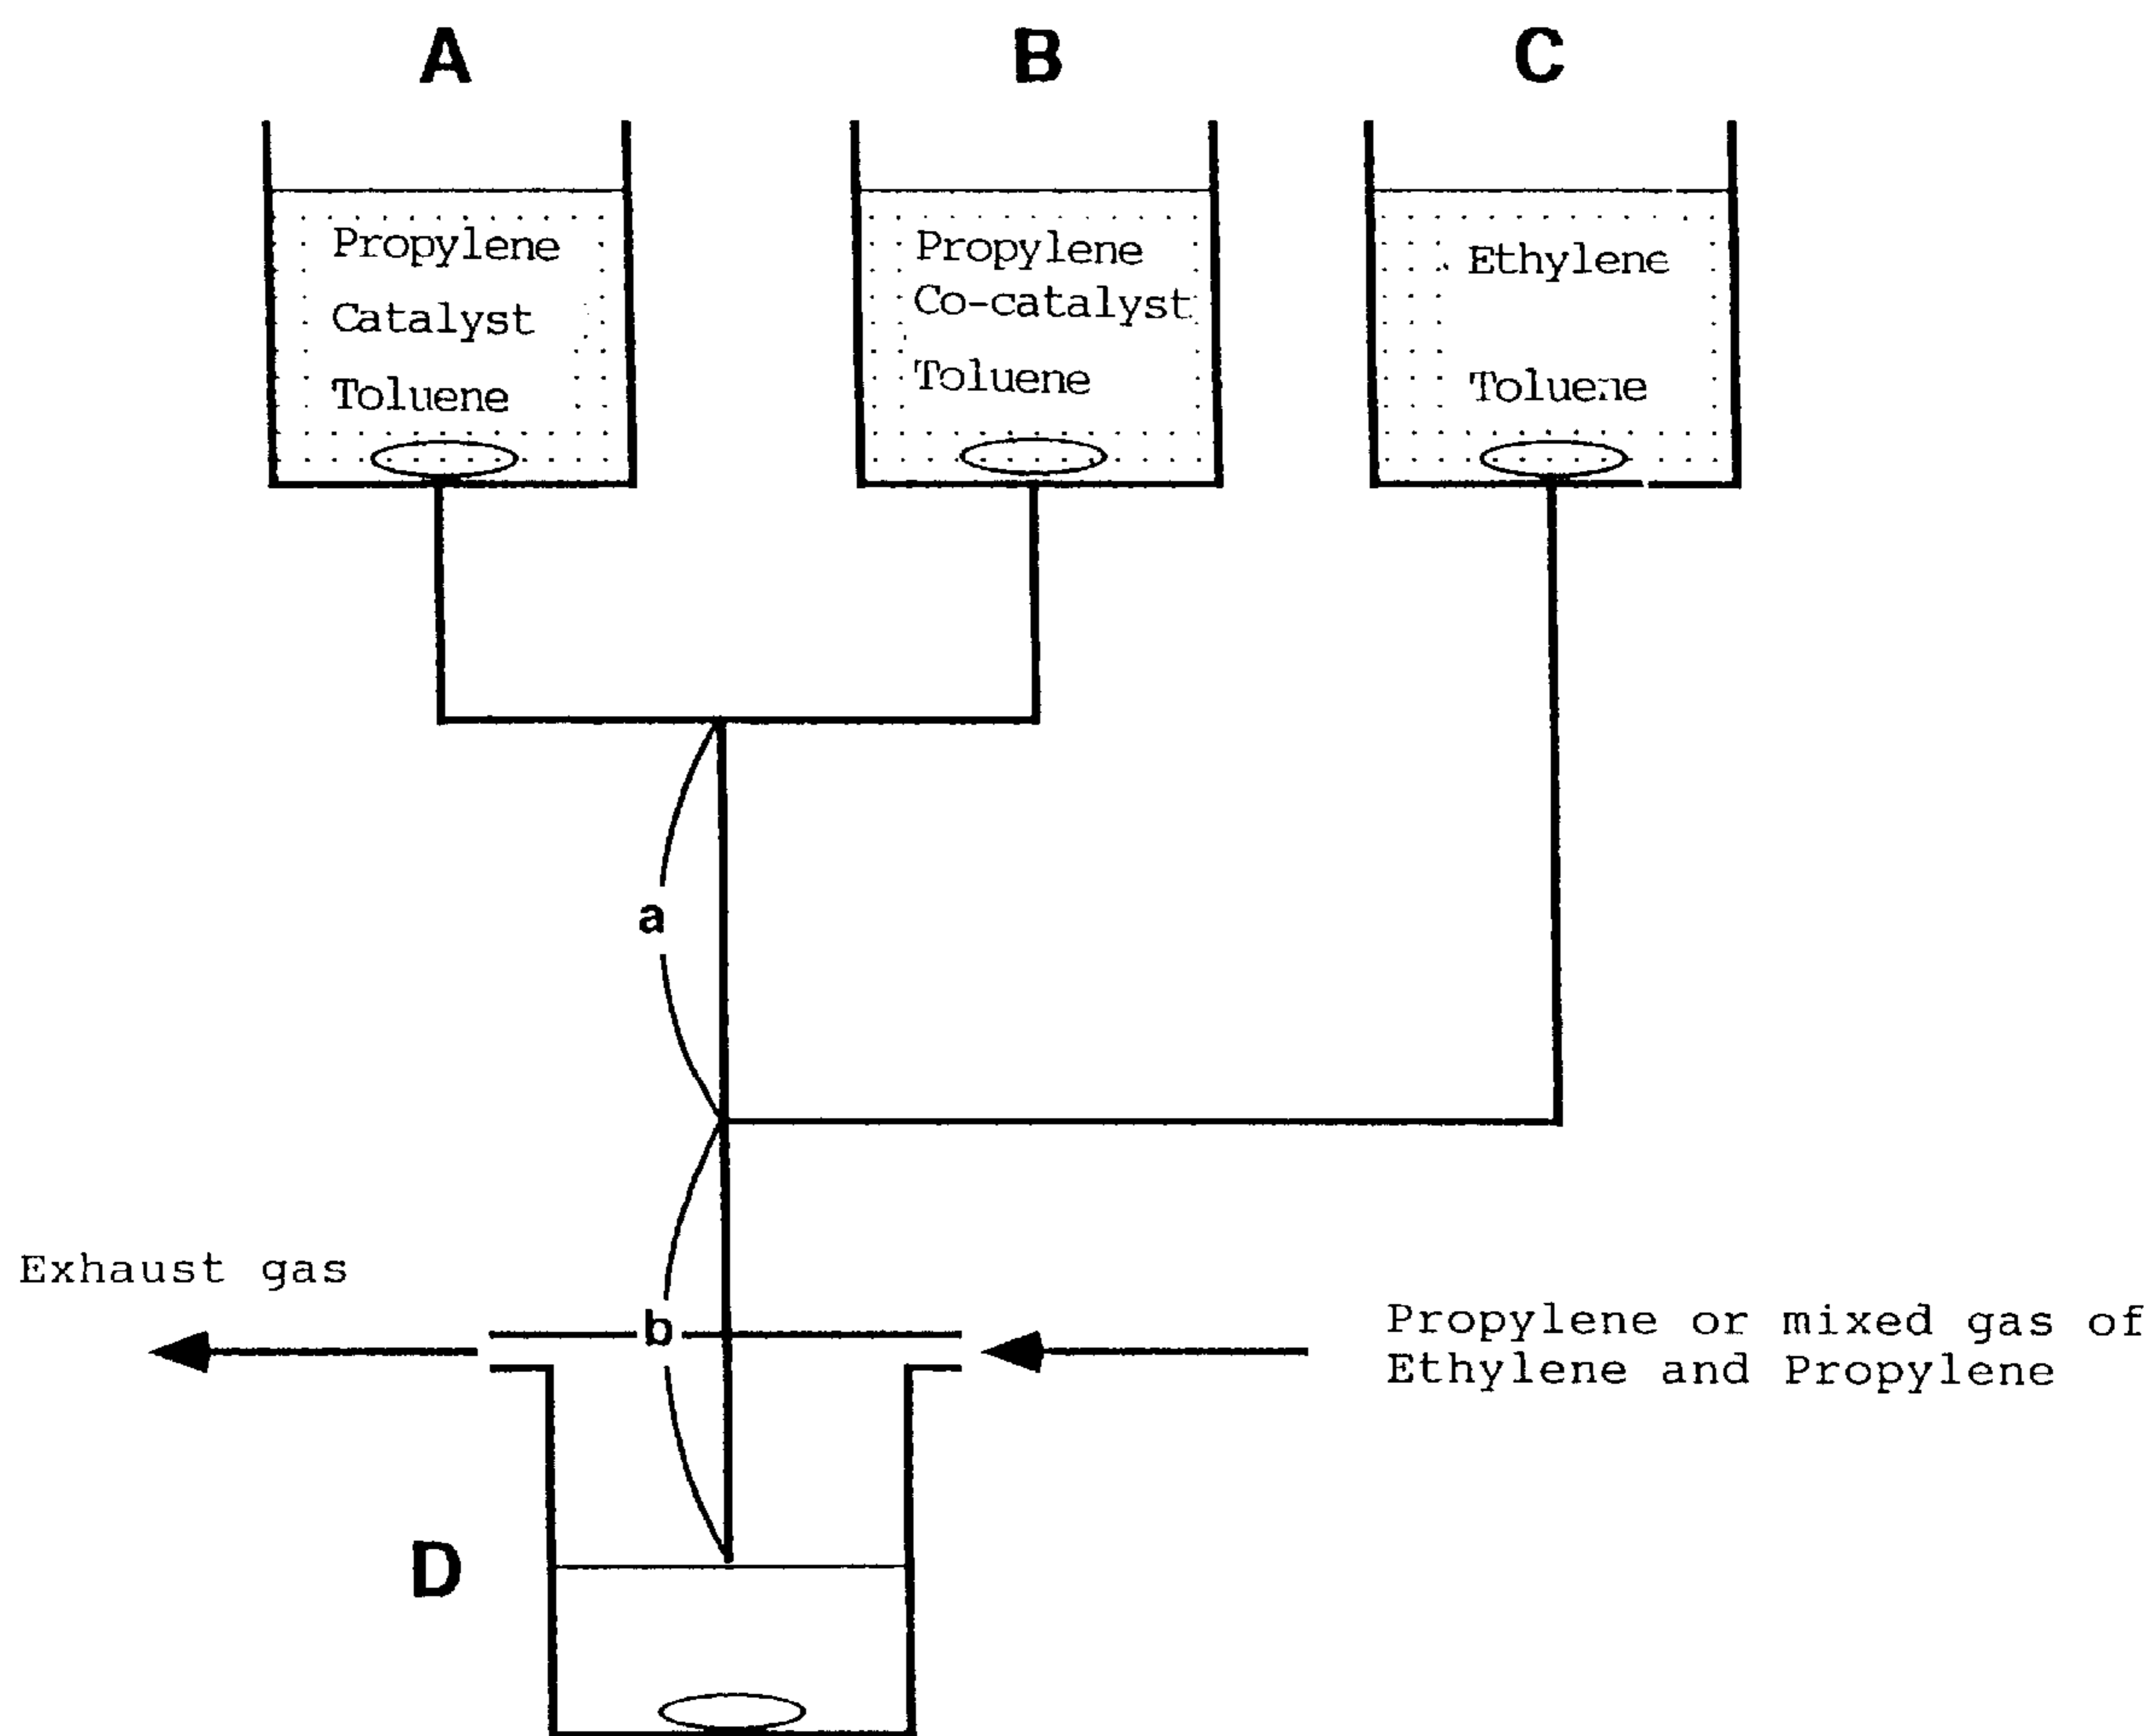 A
B
C
Propylene
Catalyst
Toluene
Propylene
Co-catalyst
Toluene
Ethylene
Toluene
a
Exhaust gas
b
Propylene or mixed gas of
Ethylene and Propylene
D